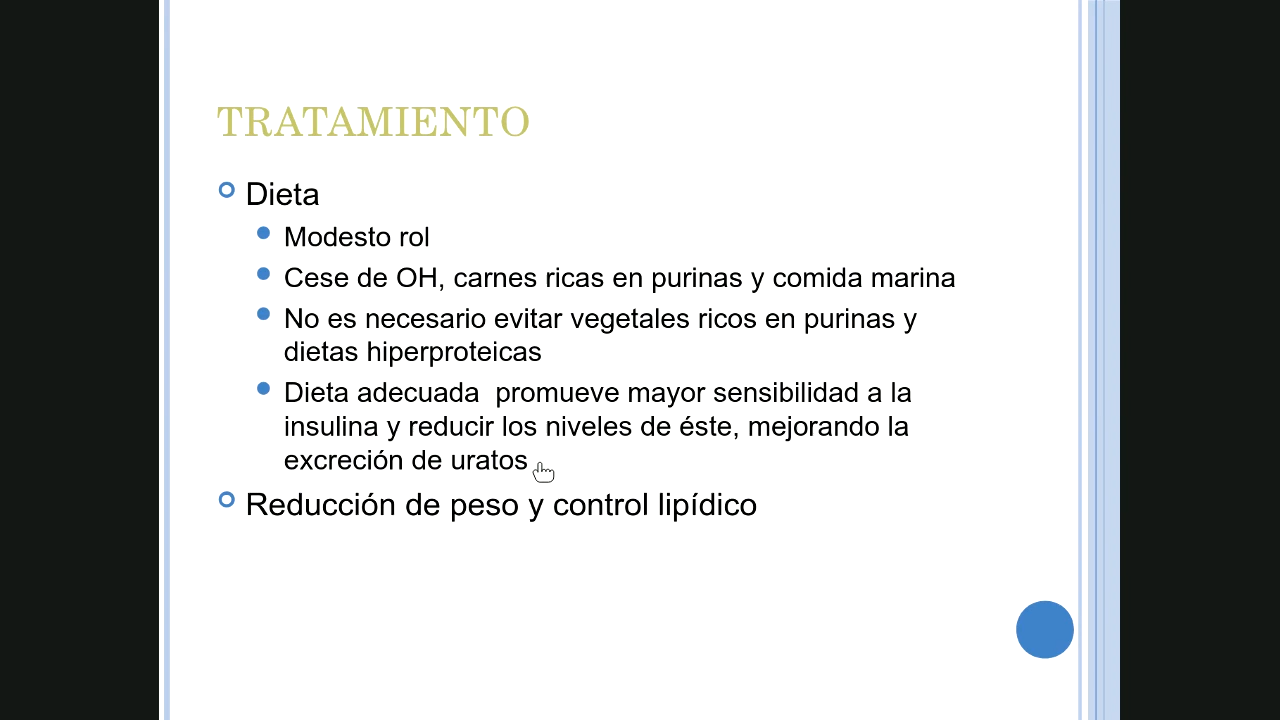 TRATAMIENTO
Dieta
Modesto rol
Cese de OH, carnes ricas en purinas y comida marina
No es necesario evitar vegetales ricos en purinas y
dietas hiperproteicas
Dieta adecuada  promueve mayor sensibilidad a la
insulina y reducir los niveles de éste, mejorando la
excreción de uratos
Reducción de peso y control lipídico